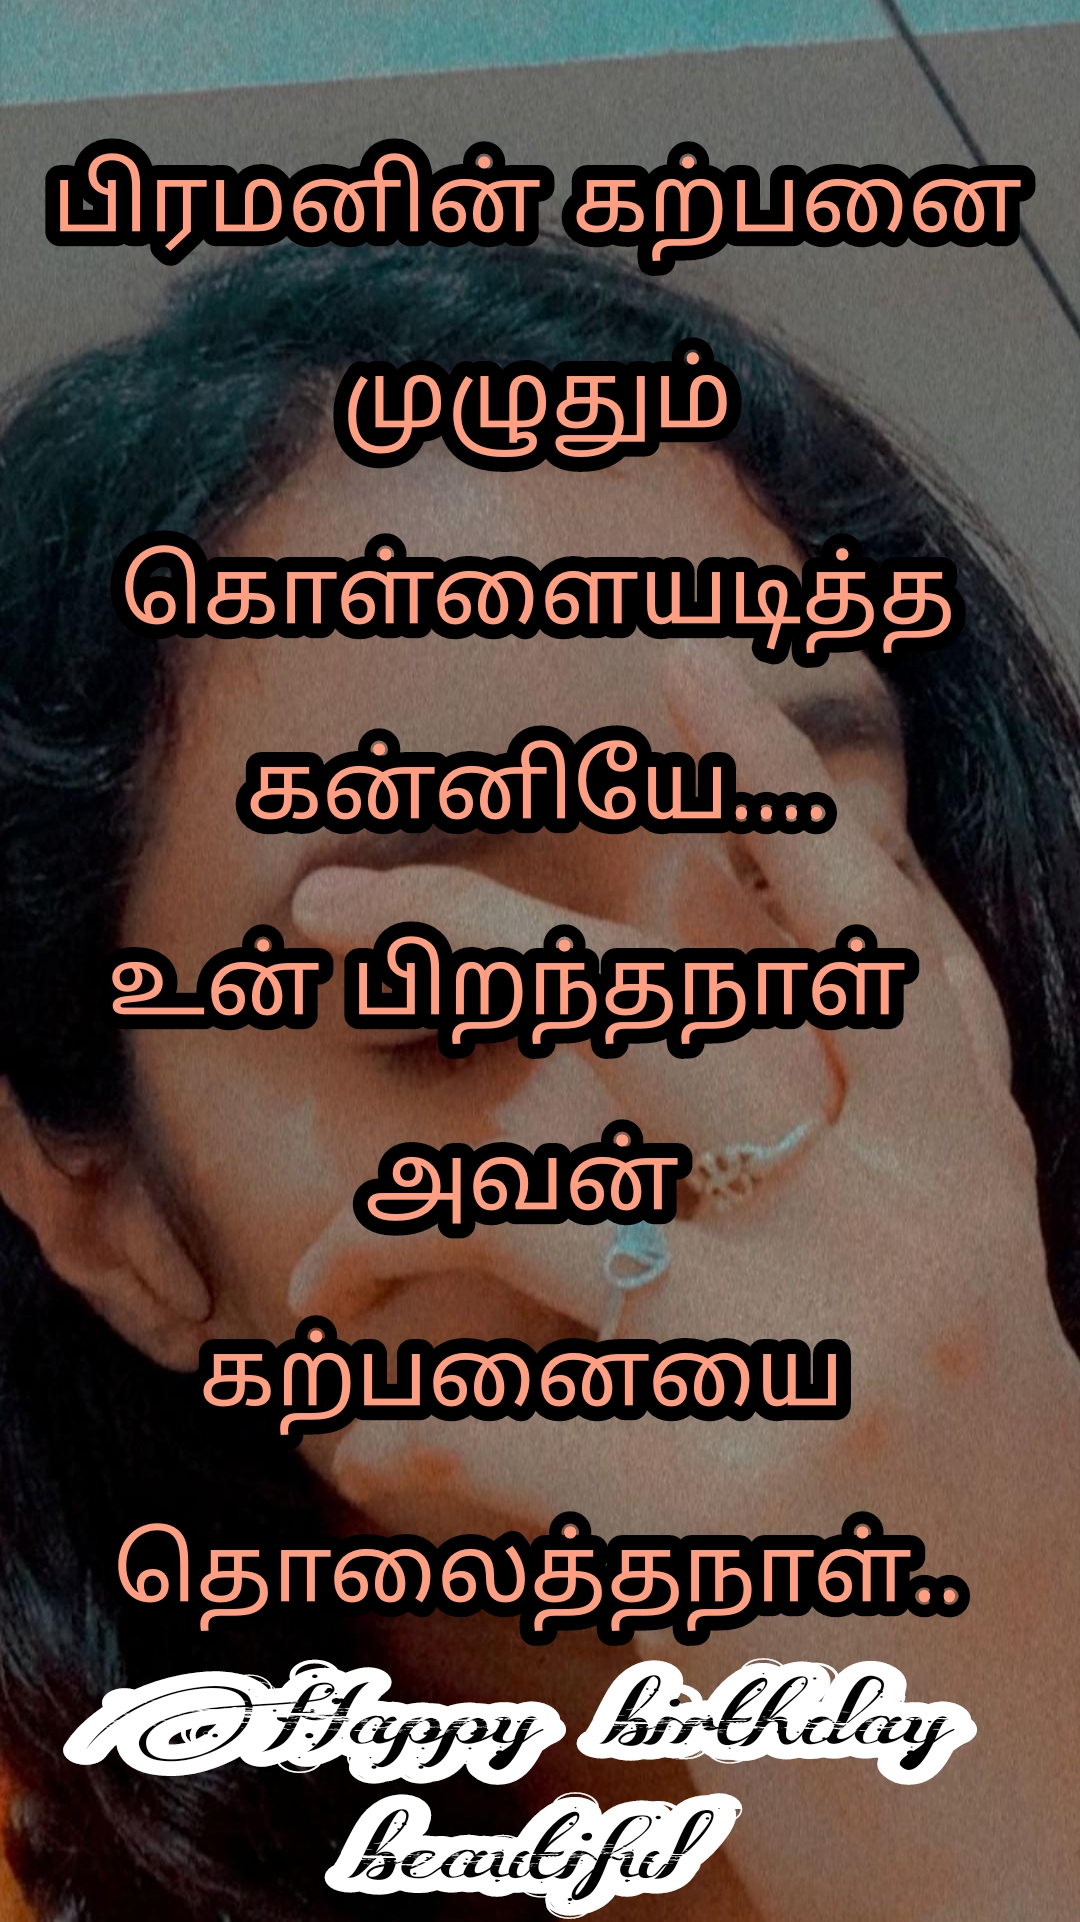 பிரமனின் கற்பனை
முழுதும்
கொள்ளையடித்த
கன்னியே....
உன் பிறந்தநாள்
அவன்
கற்பனையை
தொலைத்தநாள்..
Happy birthday
beautiful